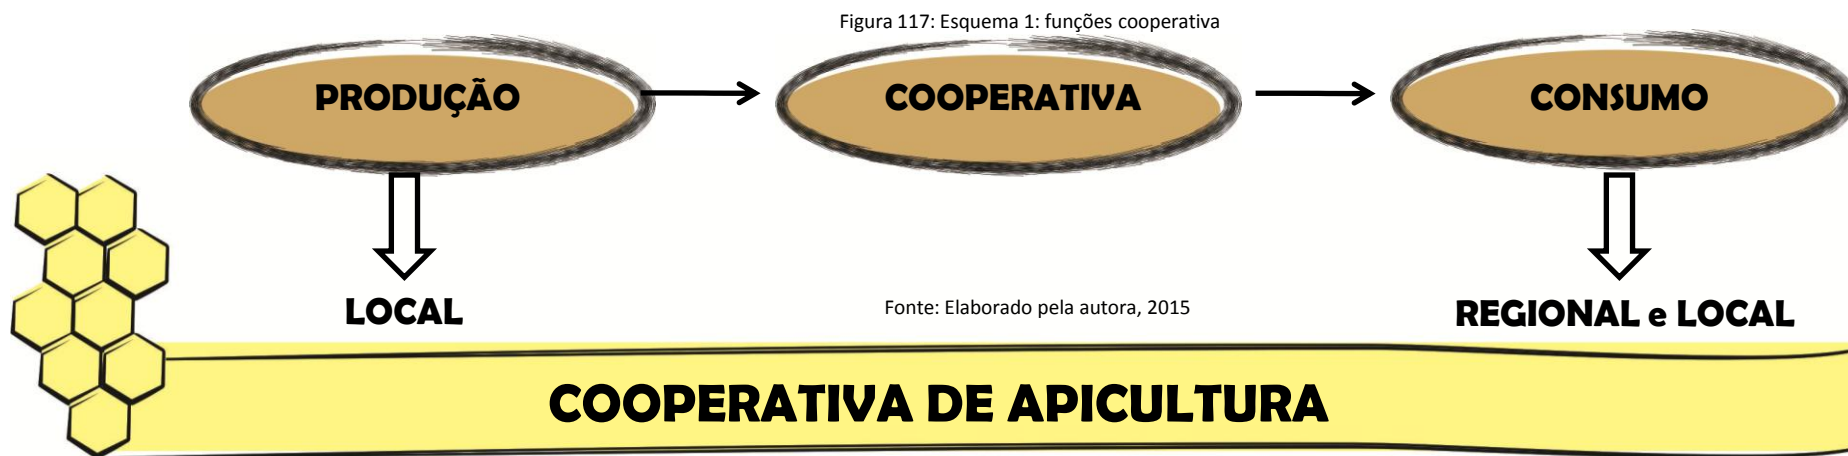 Figura 117: Esquema 1: funções cooperativa
PRODUÇÃO
COOPERATIVA
CONSUMO
LOCAL
Fonte: Elaborado pela autora, 2015
REGIONAL e LOCAL
COOPERATIVA DE APICULTURA